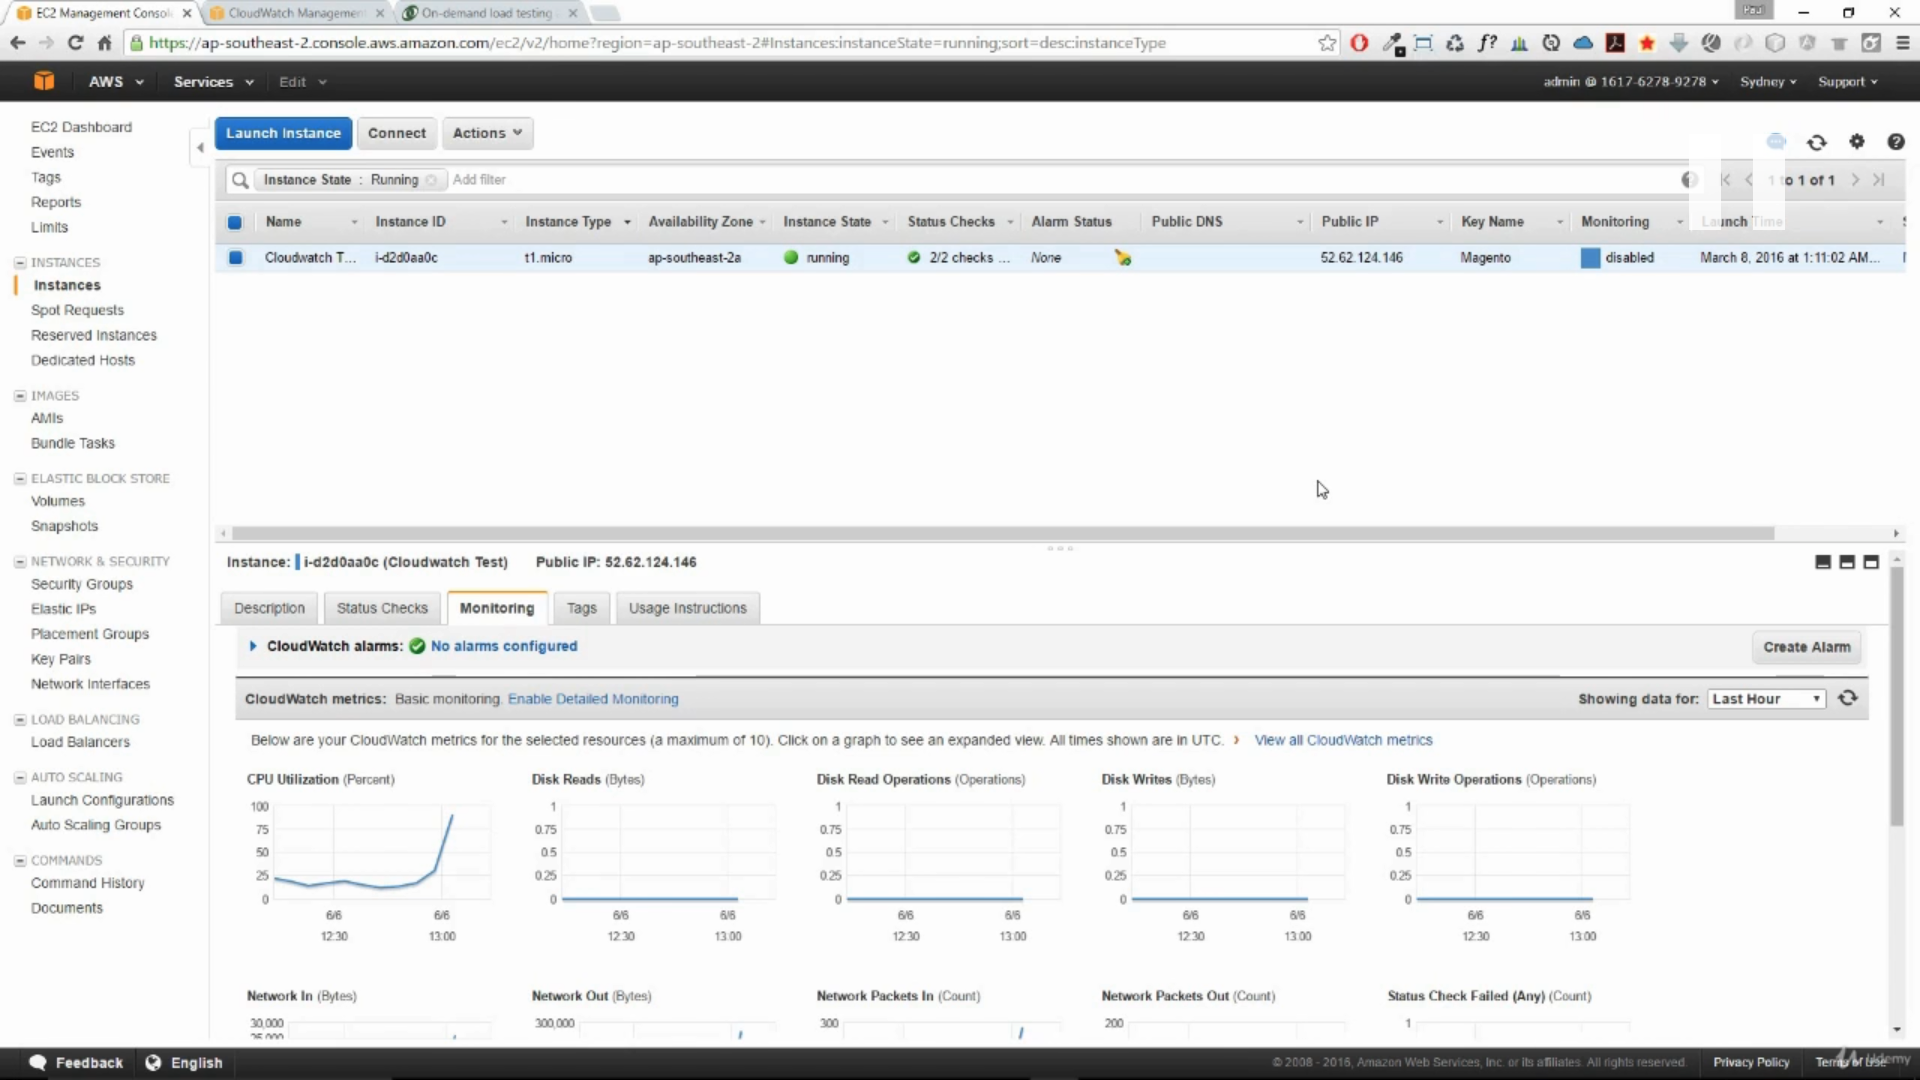 EC2 Management Consol
CloudWatch Management
On-demand load testing
Paul
https://ap-southeast-2.console.aws.amazon.com/ec2/v2/home?region=ap-southeast-2#Instances:instanceState=running;sort=desc:instanceType
AWS
Services
Edit
admin @ 1617-6278-9278
Sydney
Support
EC2 Dashboard
Events
Tags
Reports
Limits
INSTANCES
Instances
Spot Requests
Reserved Instances
Dedicated Hosts
IMAGES
AMIs
Bundle Tasks
ELASTIC BLOCK STORE
Volumes
Snapshots
NETWORK & SECURITY
Security Groups
Elastic IPs
Placement Groups
Key Pairs
Network Interfaces
LOAD BALANCING
Load Balancers
AUTO SCALING
Launch Configurations
Auto Scaling Groups
COMMANDS
Command History
Documents
Launch Instance
Connect
Actions
Instance State : Running
Add filter
1 to 1 of 1
Name Instance ID Instance Type Availability Zone Instance State Status Checks Alarm Status Public DNS Public IP Key Name Monitoring Launch Time
Cloudwatch T... i-d2d0aa0c t1.micro ap-southeast-2a running 2/2 checks ... None 52.62.124.146 Magento disabled March 8, 2016 at 1:11:02 AM...
Instance: i-d2d0aa0c (Cloudwatch Test) Public IP: 52.62.124.146
Description
Status Checks
Monitoring
Tags
Usage Instructions
CloudWatch alarms: No alarms configured
Create Alarm
CloudWatch metrics: Basic monitoring. Enable Detailed Monitoring
Showing data for: Last Hour
Below are your CloudWatch metrics for the selected resources (a maximum of 10). Click on a graph to see an expanded view. All times shown are in UTC. › View all CloudWatch metrics
CPU Utilization (Percent)
100
75
50
25
0
6/6 6/6
12:30 13:00
Disk Reads (Bytes)
1
0.75
0.5
0.25
0
6/6 6/6
12:30 13:00
Disk Read Operations (Operations)
1
0.75
0.5
0.25
0
6/6 6/6
12:30 13:00
Disk Writes (Bytes)
1
0.75
0.5
0.25
0
6/6 6/6
12:30 13:00
Disk Write Operations (Operations)
1
0.75
0.5
0.25
0
6/6 6/6
12:30 13:00
Network In (Bytes)
30,000
25,000
Network Out (Bytes)
300,000
Network Packets In (Count)
300
Network Packets Out (Count)
200
Status Check Failed (Any) (Count)
1
Feedback
English
© 2008 - 2016, Amazon Web Services, Inc. or its affiliates. All rights reserved.
Privacy Policy
Terms of Use